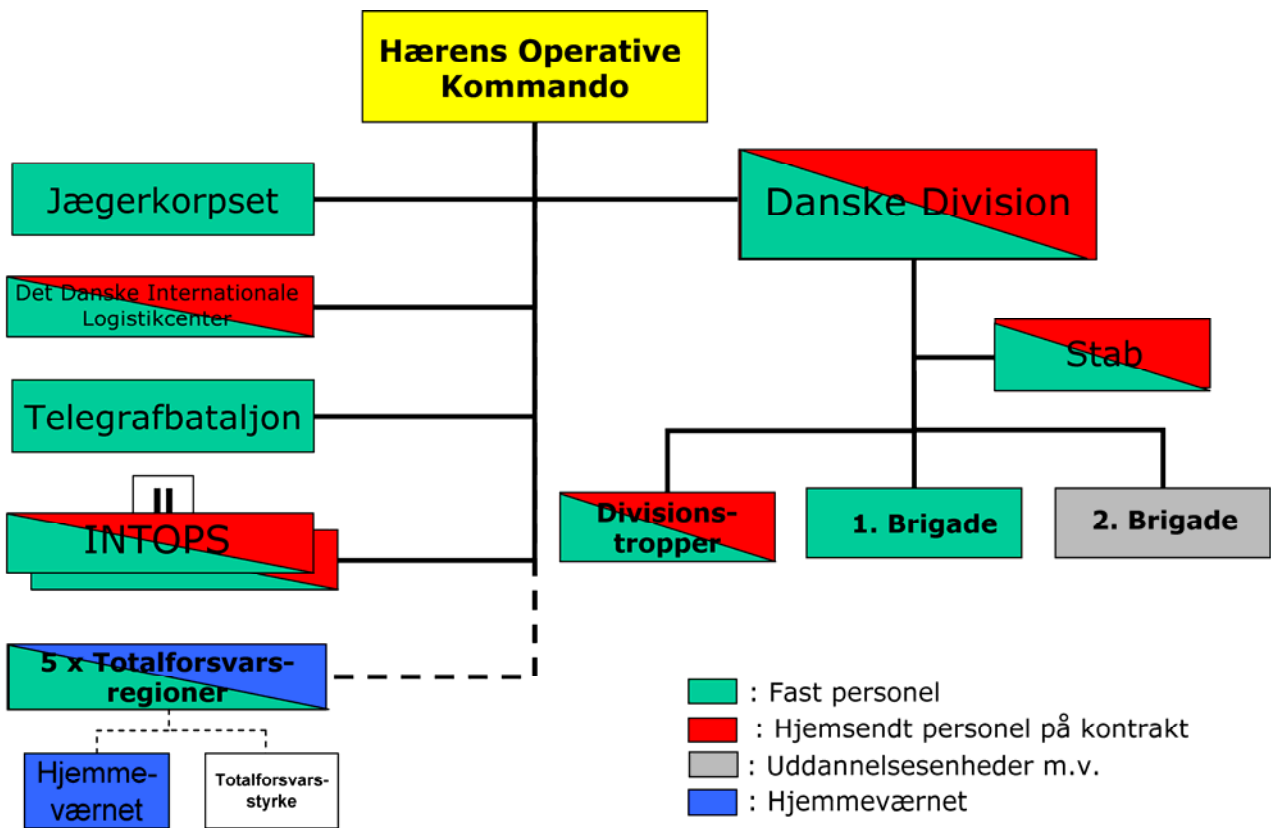 Hærens Operative
Kommando
Jægerkorpset
Danske Division
Det Danske Internationale
Logistikcenter
Stab
Telegrafbataljon
II
INTOPS
Divisions-
tropper
1. Brigade
2. Brigade
5 x Totalforsvars-
regioner
Hjemme-
værnet
Totalforsvars-
styrke
: Fast personel
: Hjemsendt personel på kontrakt
: Uddannelsesenheder m.v.
: Hjemmeværnet